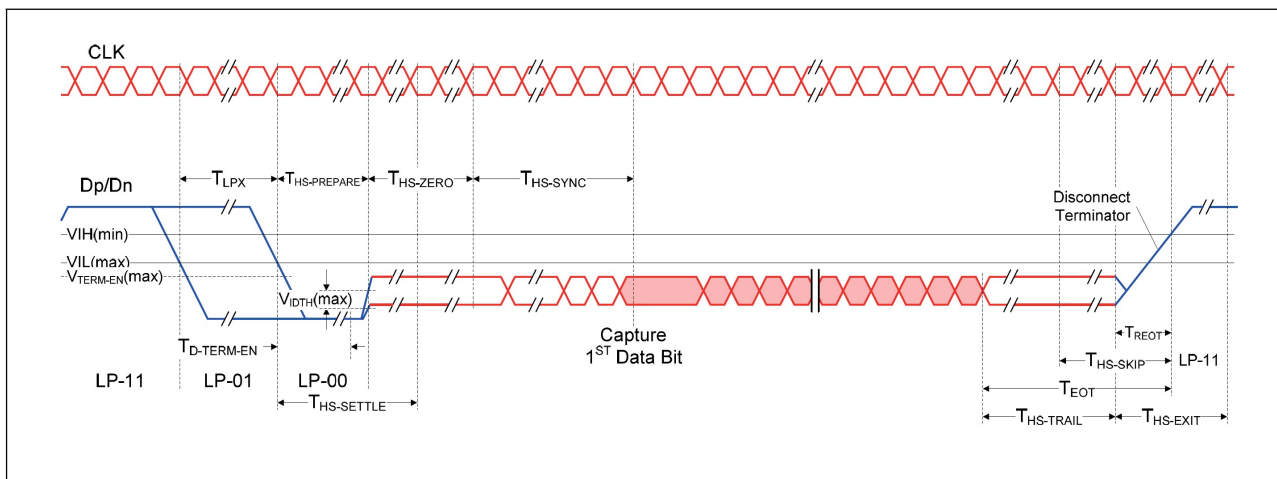 CLK
Dp/Dn
TLPX
THS-PREPARE
THS-ZERO
THS-SYNC
Disconnect
Terminator
VIH(min)
VIL(max)
VTERM-EN(max)
VIDTH(max)
Capture
1ST Data Bit
TREOT
TD-TERM-EN
THS-SKIP
LP-11
LP-11
LP-01
LP-00
TEOT
THS-SETTLE
THS-TRAIL
THS-EXIT